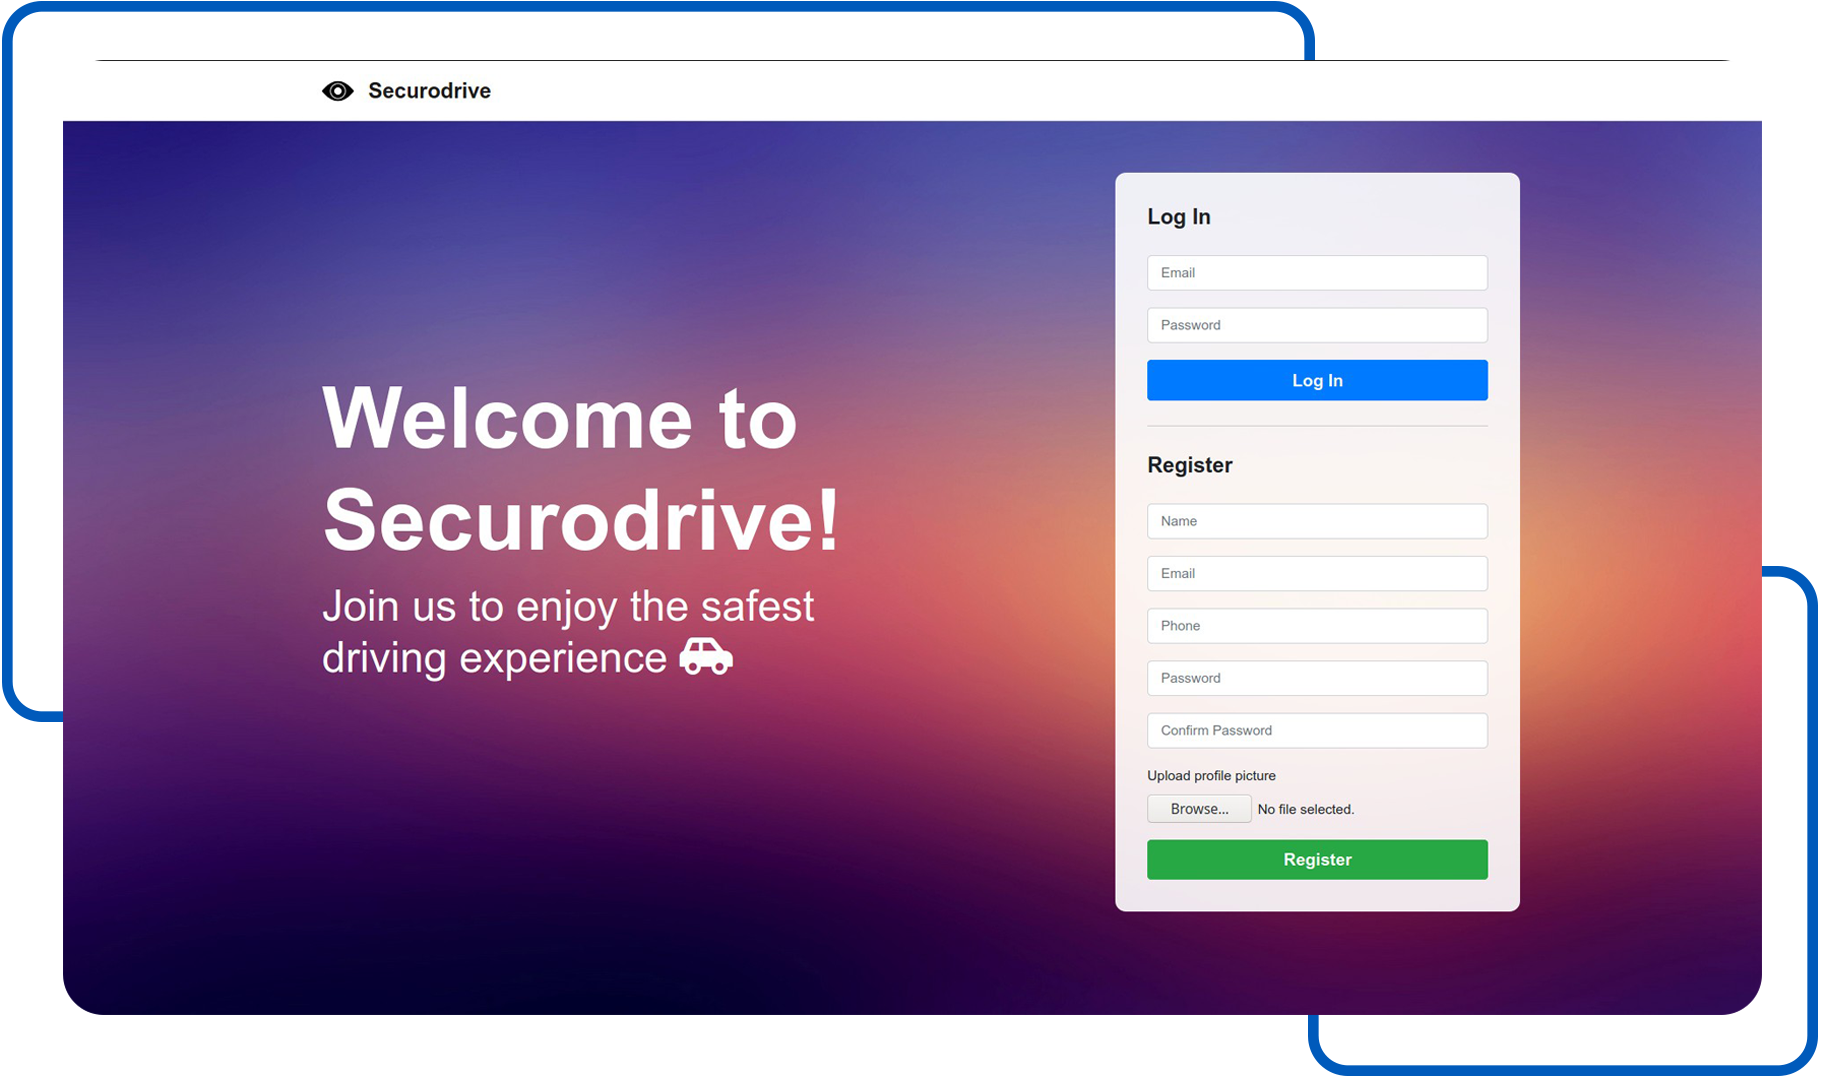 Securodrive
Welcome to
Securodrive!
Join us to enjoy the safest
driving experience
Log In
Email
Password
Log In
Register
Name
Email
Phone
Password
Confirm Password
Upload profile picture
Browse... No file selected.
Register